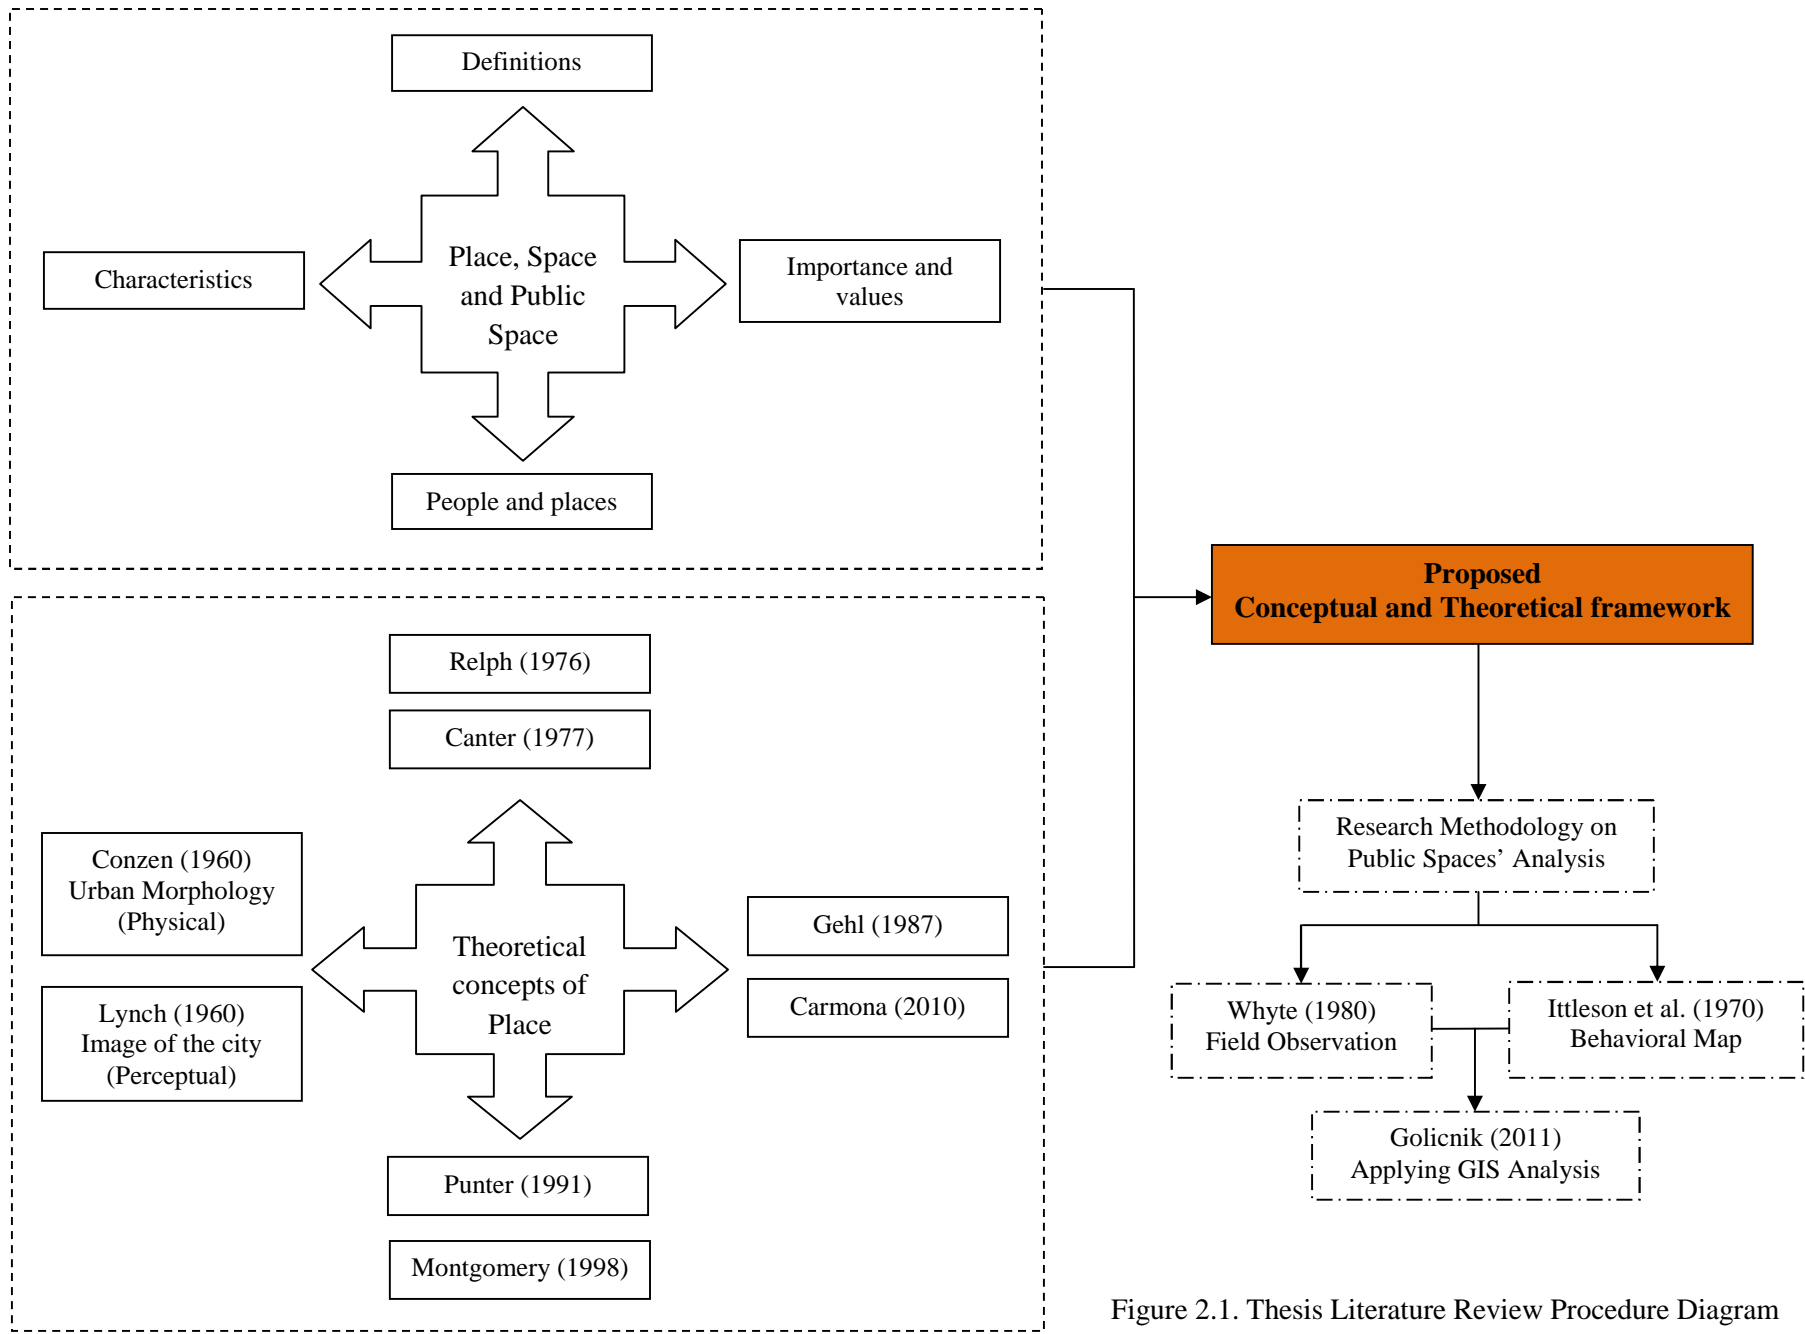 Definitions
Characteristics
Place, Space
and Public
Space
Importance and
values
People and places
Relph (1976)
Canter (1977)
Conzen (1960)
Urban Morphology
(Physical)
Lynch (1960)
Image of the city
(Perceptual)
Theoretical
concepts of
Place
Gehl (1987)
Carmona (2010)
Punter (1991)
Montgomery (1998)
Proposed
Conceptual and Theoretical framework
Research Methodology on
Public Spaces’ Analysis
Whyte (1980)
Field Observation
Ittleson et al. (1970)
Behavioral Map
Golicnik (2011)
Applying GIS Analysis
Figure 2.1. Thesis Literature Review Procedure Diagram